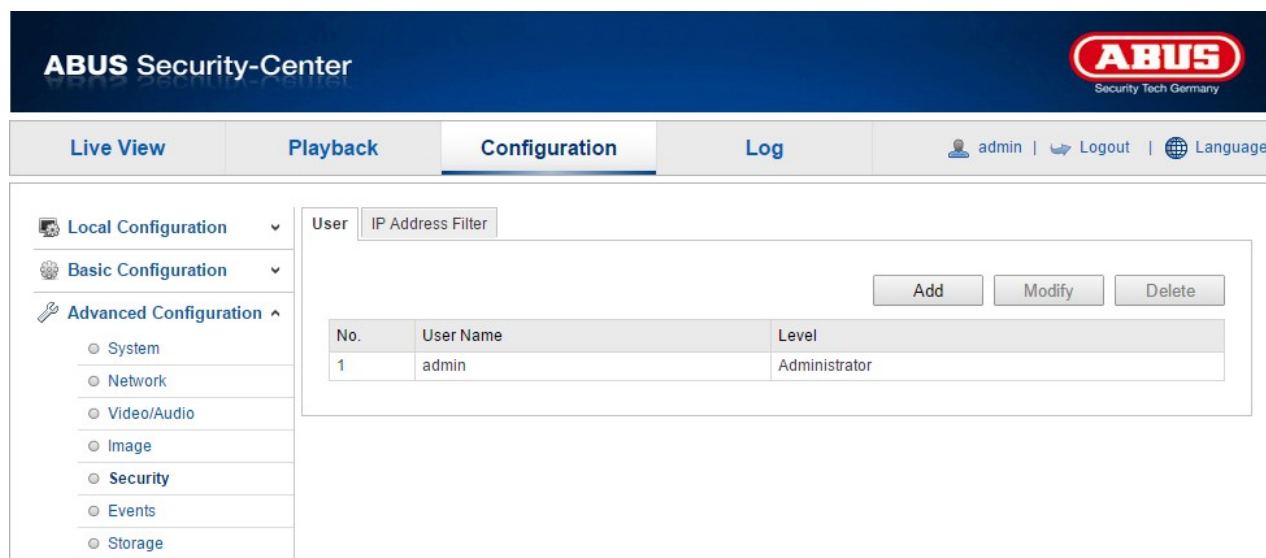 ABUS Security-Center
ABUS
Security Tech Germany
Live View
Playback
Configuration
Log
admin | Logout | Language
Local Configuration
Basic Configuration
Advanced Configuration
System
Network
Video/Audio
Image
Security
Events
Storage
User
IP Address Filter
Add
Modify
Delete
No. User Name Level
1 admin Administrator